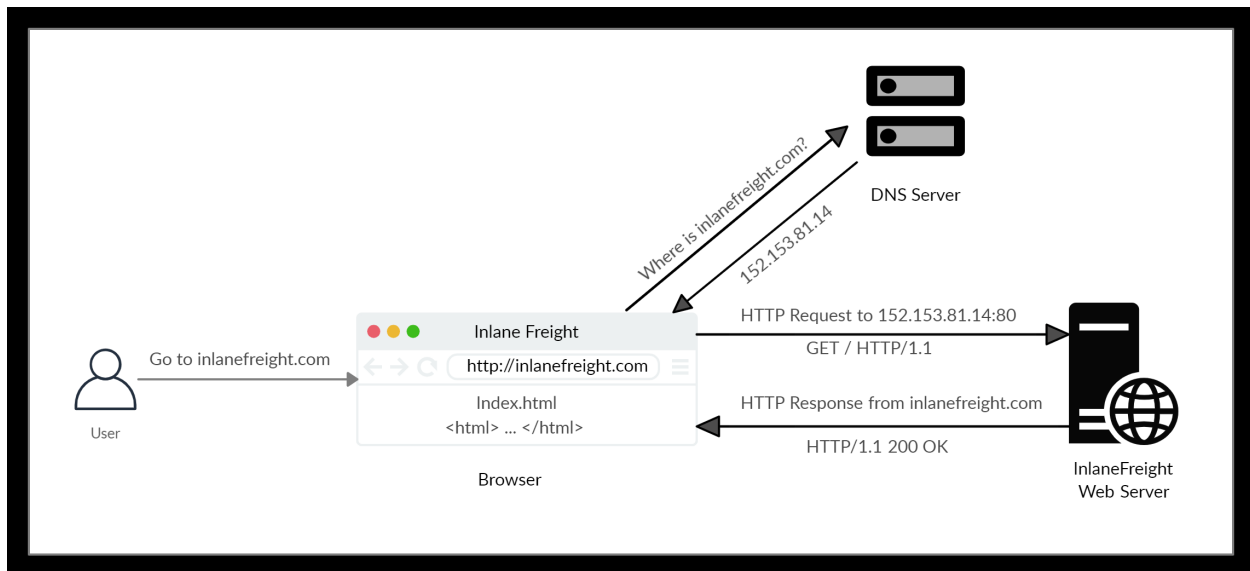 Where is inlanefreight.com?
152.153.81.14
DNS Server
Go to inlanefreight.com
User
Inlane Freight
http://inlanefreight.com
Index.html
<html> ... </html>
Browser
HTTP Request to 152.153.81.14:80
GET / HTTP/1.1
HTTP Response from inlanefreight.com
HTTP/1.1 200 OK
InlaneFreight
Web Server